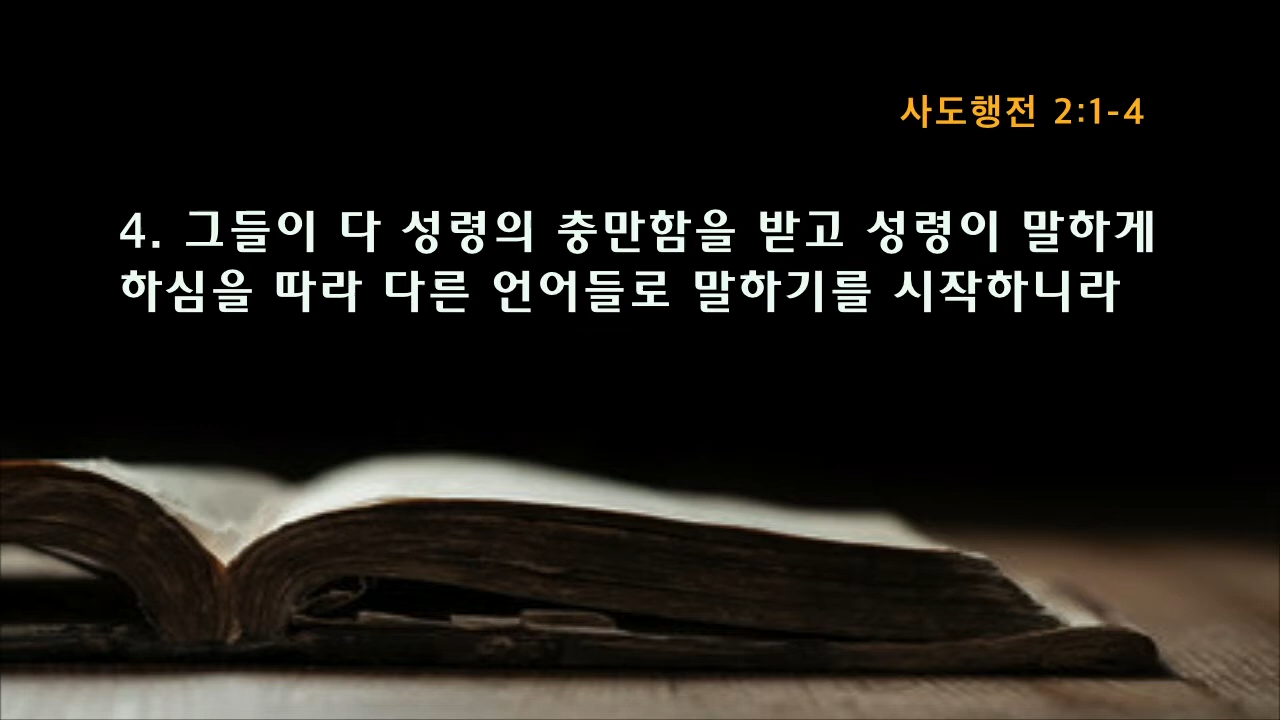 사도행전 2:1-4
4. 그들이 다 성령의 충만함을 받고 성령이 말하게
하심을 따라 다른 언어들로 말하기를 시작하니라